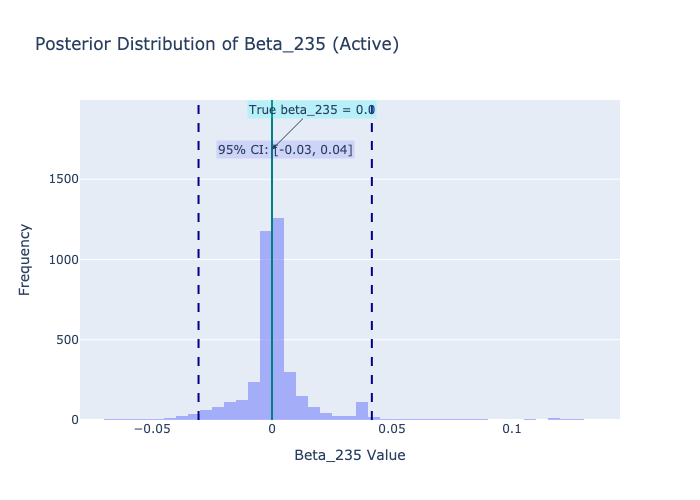 Posterior Distribution of Beta_235 (Active)
True beta_235 = 0.0
95% CI: [-0.03, 0.04]
1500
1000
500
0
Frequency
−0.05
0
0.05
0.1
Beta_235 Value